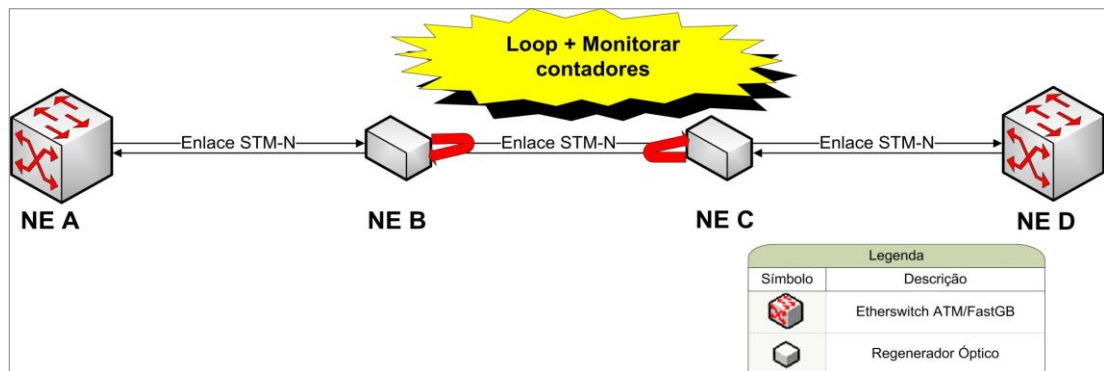 Loop + Monitorar
contadores
Enlace STM-N
Enlace STM-N
Enlace STM-N
NE A
NE B
NE C
NE D
Legenda
Símbolo Descrição
Etherswitch ATM/FastGB
Regenerador Óptico